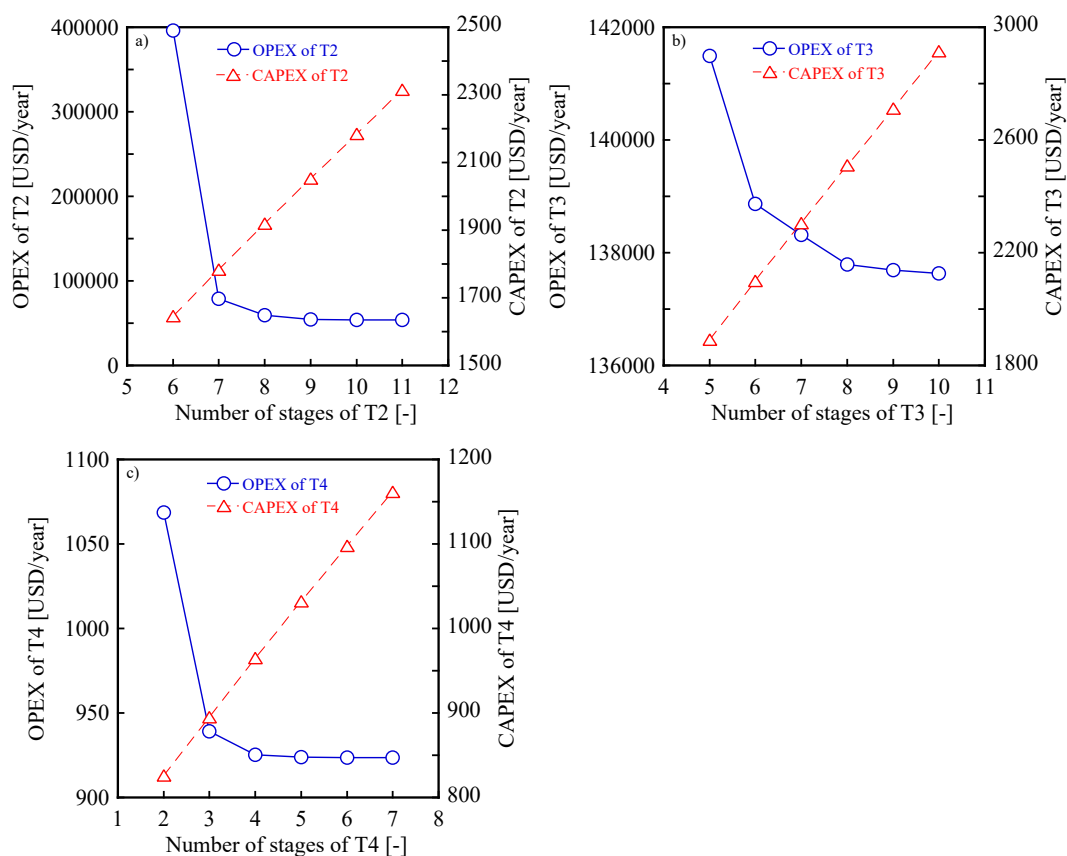 a)
OPEX of T2
CAPEX of T2
400000
300000
200000
100000
0
OPEX of T2 [USD/year]
2500
2300
2100
1900
1700
1500
CAPEX of T2 [USD/year]
5 6 7 8 9 10 11 12
Number of stages of T2 [-]
b)
OPEX of T3
CAPEX of T3
142000
140000
138000
136000
OPEX of T3 [USD/year]
3000
2600
2200
1800
CAPEX of T3 [USD/year]
4 5 6 7 8 9 10 11
Number of stages of T3 [-]
c)
OPEX of T4
CAPEX of T4
1100
1050
1000
950
900
OPEX of T4 [USD/year]
1200
1100
1000
900
800
CAPEX of T4 [USD/year]
1 2 3 4 5 6 7 8
Number of stages of T4 [-]